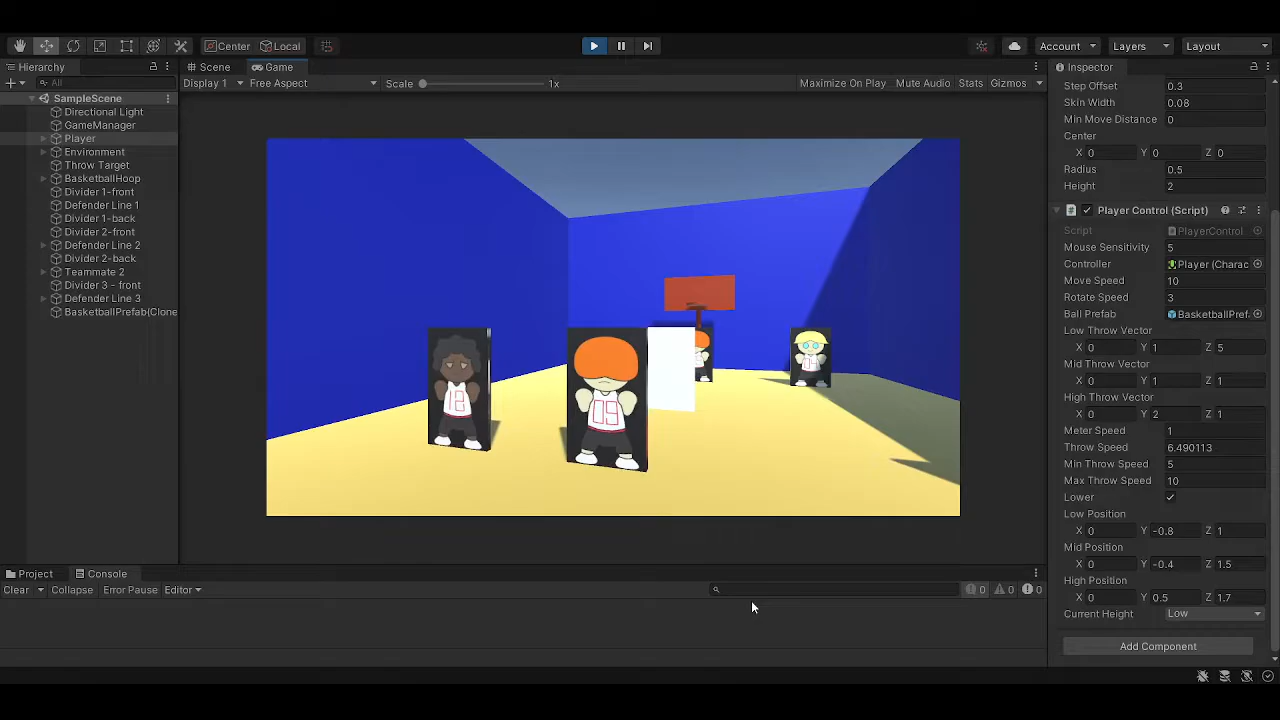 Center Local Account Layers Layout
Hierarchy Scene Game Inspector
All Display 1 Free Aspect Scale 1x Maximize On Play Mute Audio Stats Gizmos
SampleScene
Directional Light
GameManager
Player
Environment
Throw Target
BasketballHoop
Divider 1-front
Defender Line 1
Divider 1-back
Divider 2-front
Defender Line 2
Divider 2-back
Teammate 2
Divider 3 - front
Defender Line 3
BasketballPrefab(Clone
12
09
Project Console
Clear Collapse Error Pause Editor 0 0 0
Step Offset 0.3
Skin Width 0.08
Min Move Distance 0
Center
X 0 Y 0 Z 0
Radius 0.5
Height 2
Player Control (Script)
Script PlayerControl
Mouse Sensitivity 5
Controller Player (Charac
Move Speed 10
Rotate Speed 3
Ball Prefab BasketballPref
Low Throw Vector
X 0 Y 1 Z 5
Mid Throw Vector
X 0 Y 1 Z 1
High Throw Vector
X 0 Y 2 Z 1
Meter Speed 1
Throw Speed 6.490113
Min Throw Speed 5
Max Throw Speed 10
Lower
Low Position
X 0 Y -0.8 Z 1
Mid Position
X 0 Y -0.4 Z 1.5
High Position
X 0 Y 0.5 Z 1.7
Current Height Low
Add Component